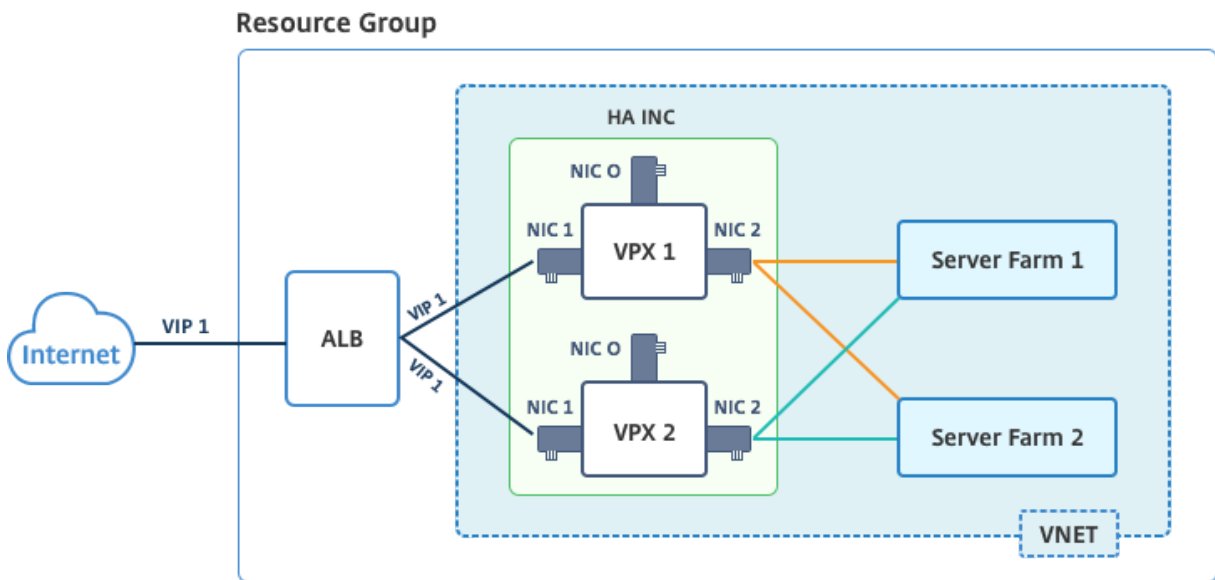 Resource Group
HA INC
NIC O
NIC 1
NIC 2
VPX 1
Server Farm 1
VIP 1
VIP 1
ALB
Internet
VIP 1
NIC O
NIC 1
NIC 2
VPX 2
Server Farm 2
VNET